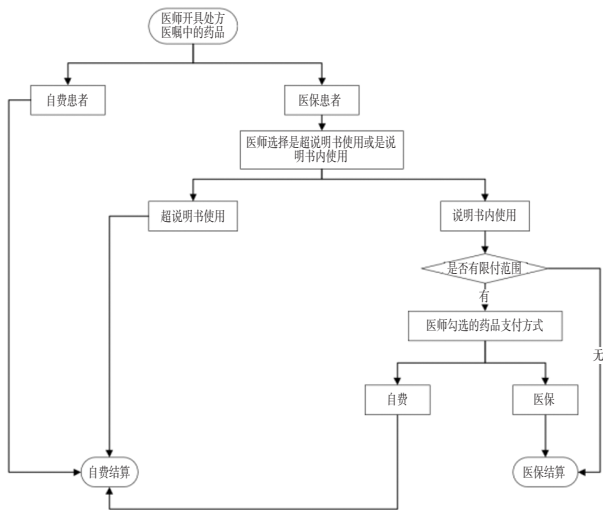 医师开具处方
医嘱中的药品
自费患者
医保患者
医师选择是超说明书使用或是说
明书内使用
超说明书使用
说明书内使用
是否有限付范围
有
医师勾选的药品支付方式
无
自费
医保
自费结算
医保结算